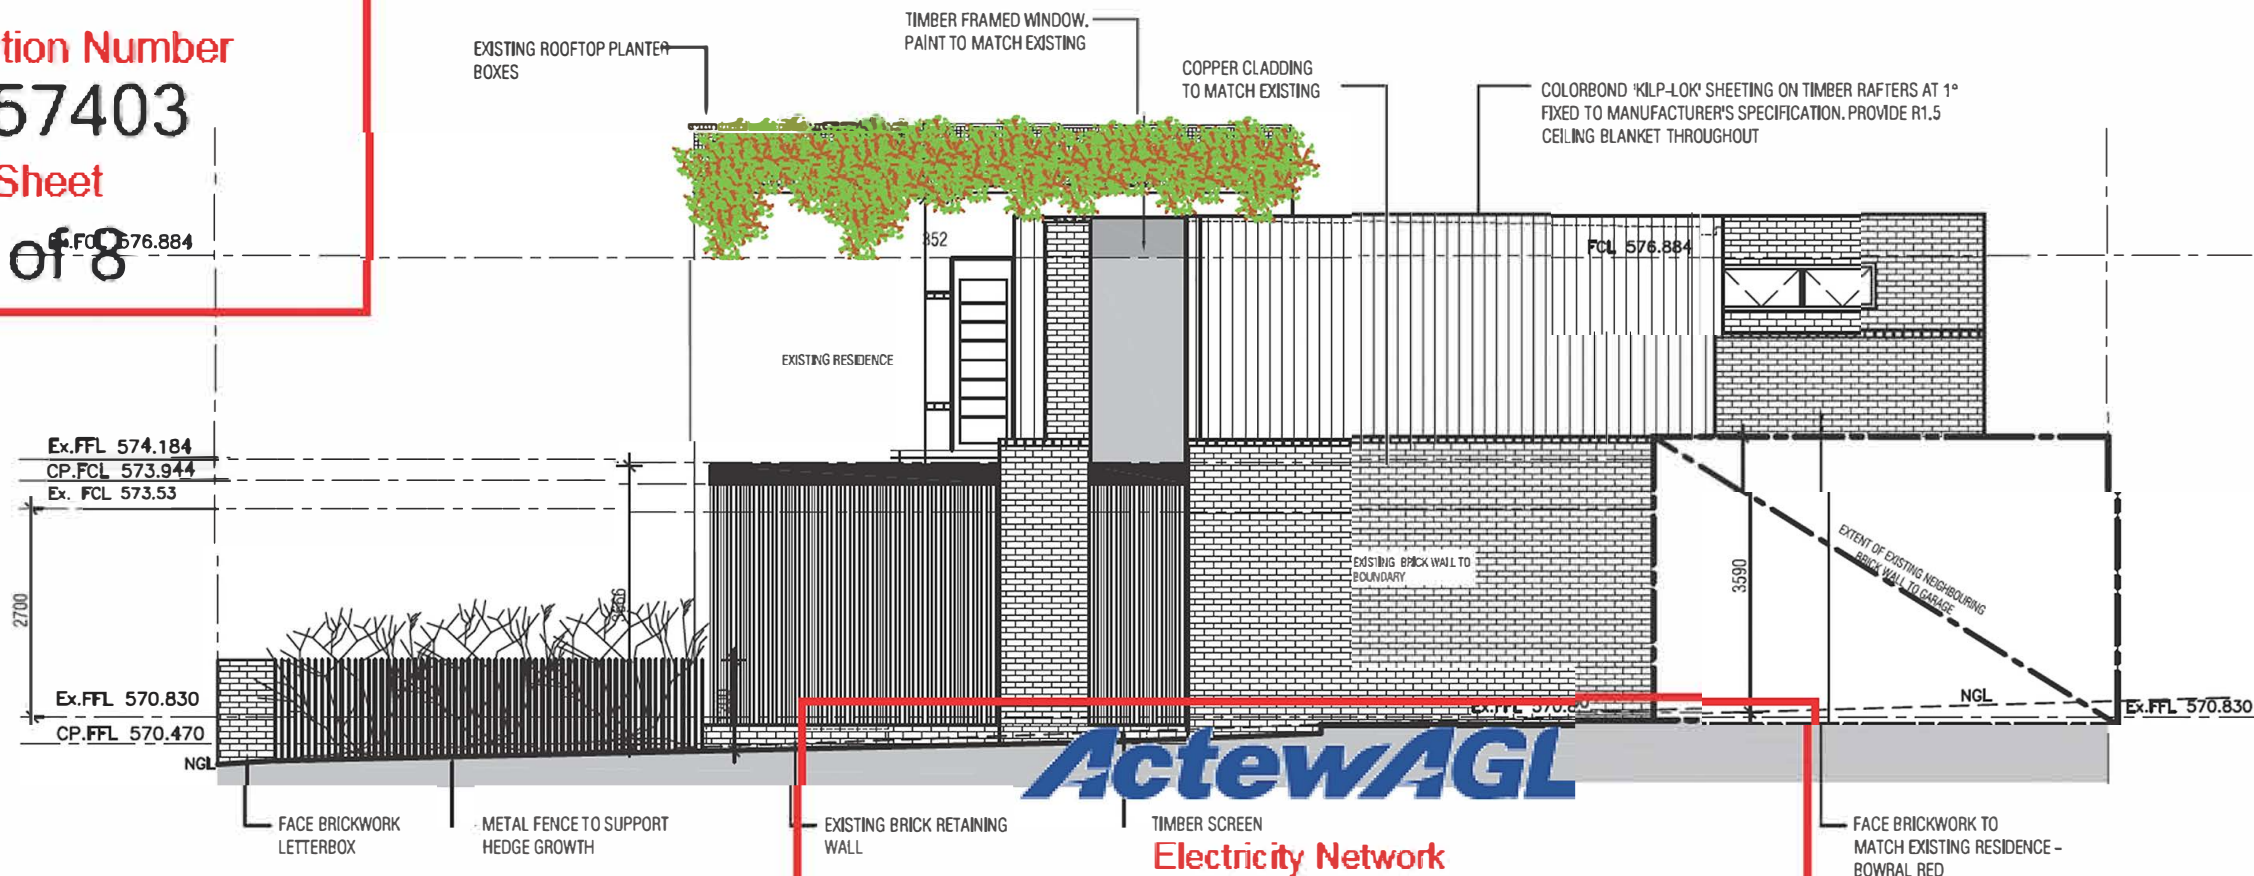 tion Number
57403
Sheet
of 8
FCL 576.884
EXISTING ROOFTOP PLANTER
BOXES
TIMBER FRAMED WINDOW.
PAINT TO MATCH EXISTING
COPPER CLADDING
TO MATCH EXISTING
COLORBOND 'KILP-LOK' SHEETING ON TIMBER RAFTERS AT 1°
FIXED TO MANUFACTURER'S SPECIFICATION. PROVIDE R1.5
CEILING BLANKET THROUGHOUT
352
FCL 576.884
EXISTING RESIDENCE
Ex.FFL 574.184
CP.FCL 573.944
Ex. FCL 573.53
2700
EXISTING BRICK WALL TO
BOUNDARY
3590
EXTENT OF EXISTING NEIGHBOURING
BRICK WALL TO GARAGE
Ex.FFL 570.830
CP.FFL 570.470
NGL
NGL
Ex.FFL 570.830
ActewAGL
FACE BRICKWORK
LETTERBOX
METAL FENCE TO SUPPORT
HEDGE GROWTH
EXISTING BRICK RETAINING
WALL
TIMBER SCREEN
Electricity Network
FACE BRICKWORK TO
MATCH EXISTING RESIDENCE -
BOWRAL RED